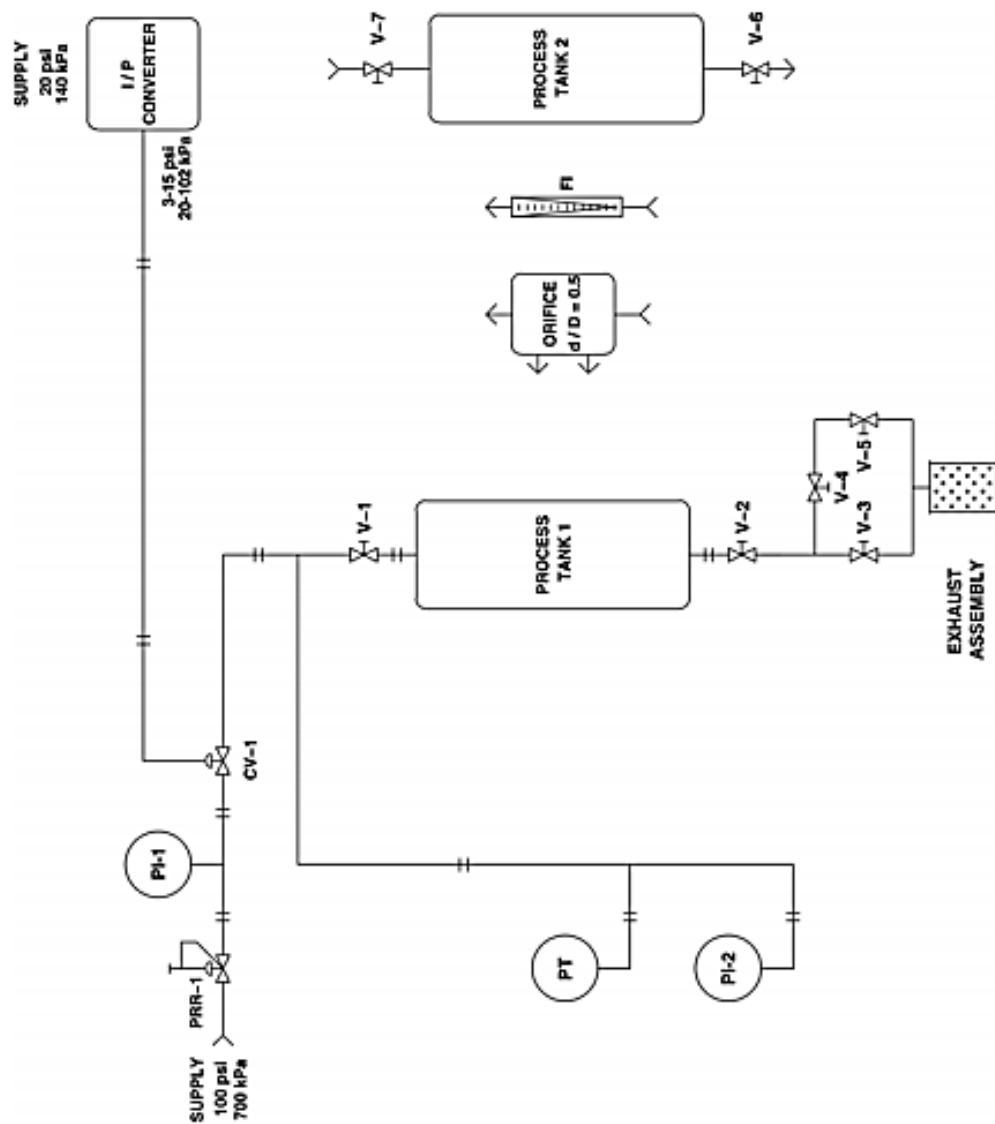 SUPPLY
20 psi
140 kPa
I / P
CONVERTER
3-15 psi
20-102 kPa
V-7
PROCESS
TANK 2
V-6
FI
ORIFICE
d / D = 0.5
V-1
PROCESS
TANK 1
V-2
V-4
V-5
V-3
EXHAUST
ASSEMBLY
CV-1
PI-1
PRR-1
SUPPLY
100 psi
700 kPa
PT
PI-2